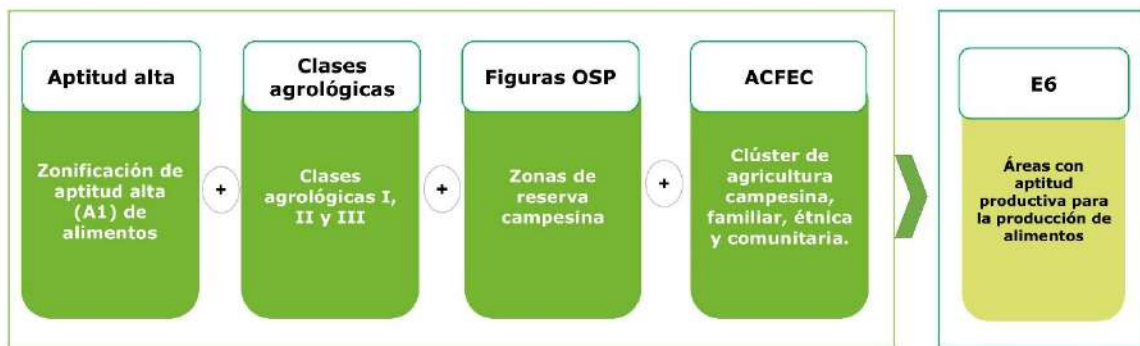 Aptitud alta
Zonificación de
aptitud alta
(A1) de
alimentos
+
Clases
agrológicas
Clases
agrológicas I,
II y III
+
Figuras OSP
Zonas de
reserva
campesina
+
ACFEC
Clúster de
agricultura
campesina,
familiar, étnica
y comunitaria.
E6
Áreas con
aptitud
productiva para
la producción de
alimentos